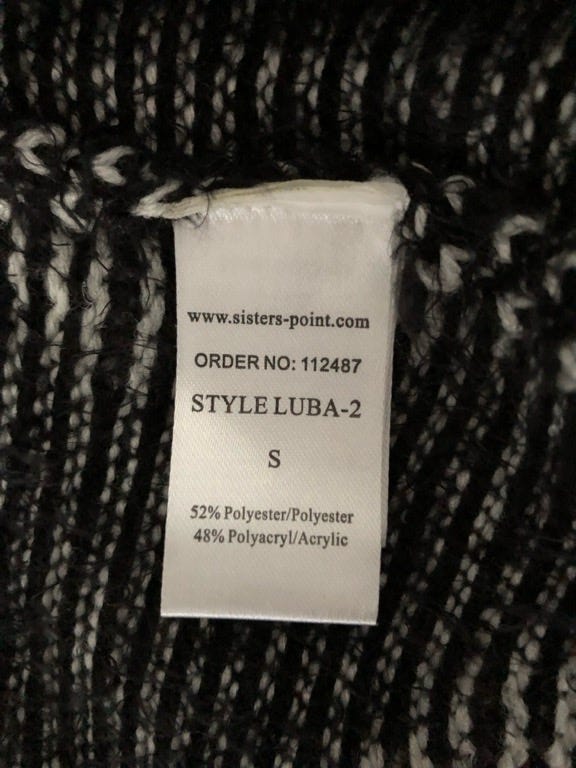 www.sisters-point.com
ORDER NO: 112487
STYLE LUBA-2
S
52% Polyester/Polyester
48% Polyacryl/Acrylic